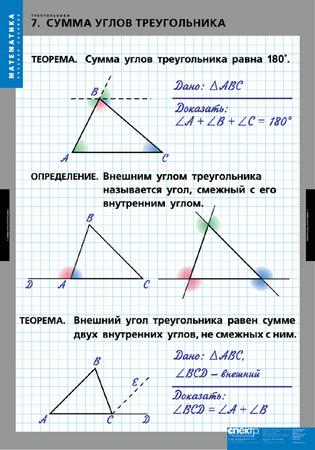 ТРЕУГОЛЬНИКИ
7. СУММА УГЛОВ ТРЕУГОЛЬНИКА
МАТЕМАТИКА
ТЕОРЕМА. Сумма углов треугольника равна 180°.
Дано: △ABC
Доказать:
∠A + ∠B + ∠C = 180°
B
A
C
ОПРЕДЕЛЕНИЕ. Внешним углом треугольника
называется угол, смежный с его
внутренним углом.
B
D
A
C
ТЕОРЕМА. Внешний угол треугольника равен сумме
двух внутренних углов, не смежных с ним.
Дано: △ABC,
∠BCD – внешний
Доказать:
∠BCD = ∠A + ∠B
B
E
A
C
D
спектр